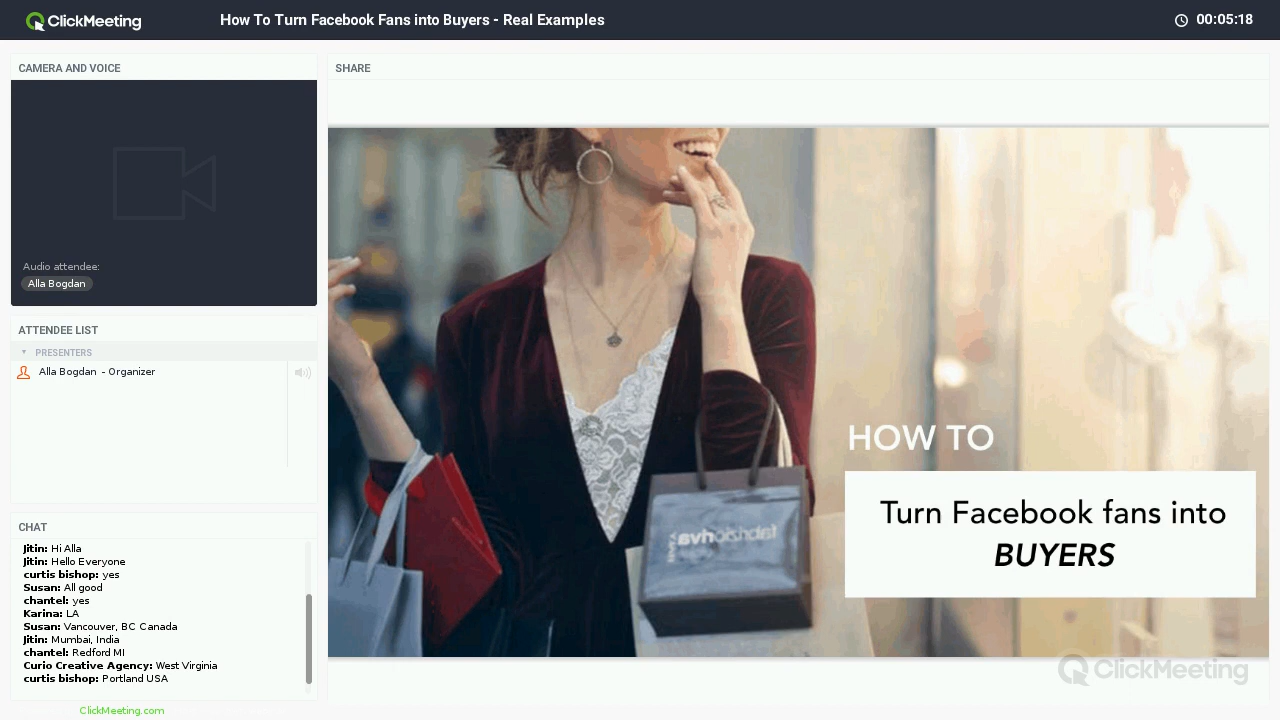 ClickMeeting
How To Turn Facebook Fans into Buyers - Real Examples
00:05:18
CAMERA AND VOICE
Audio attendee:
Alla Bogdan
ATTENDEE LIST
PRESENTERS
Alla Bogdan - Organizer
CHAT
Jitin: Hi Alla
Jitin: Hello Everyone
curtis bishop: yes
Susan: All good
chantel: yes
Karina: LA
Susan: Vancouver, BC Canada
Jitin: Mumbai, India
chantel: Redford MI
Curio Creative Agency: West Virginia
curtis bishop: Portland USA
ClickMeeting.com
SHARE
HOW TO
Turn Facebook fans into
BUYERS
ClickMeeting